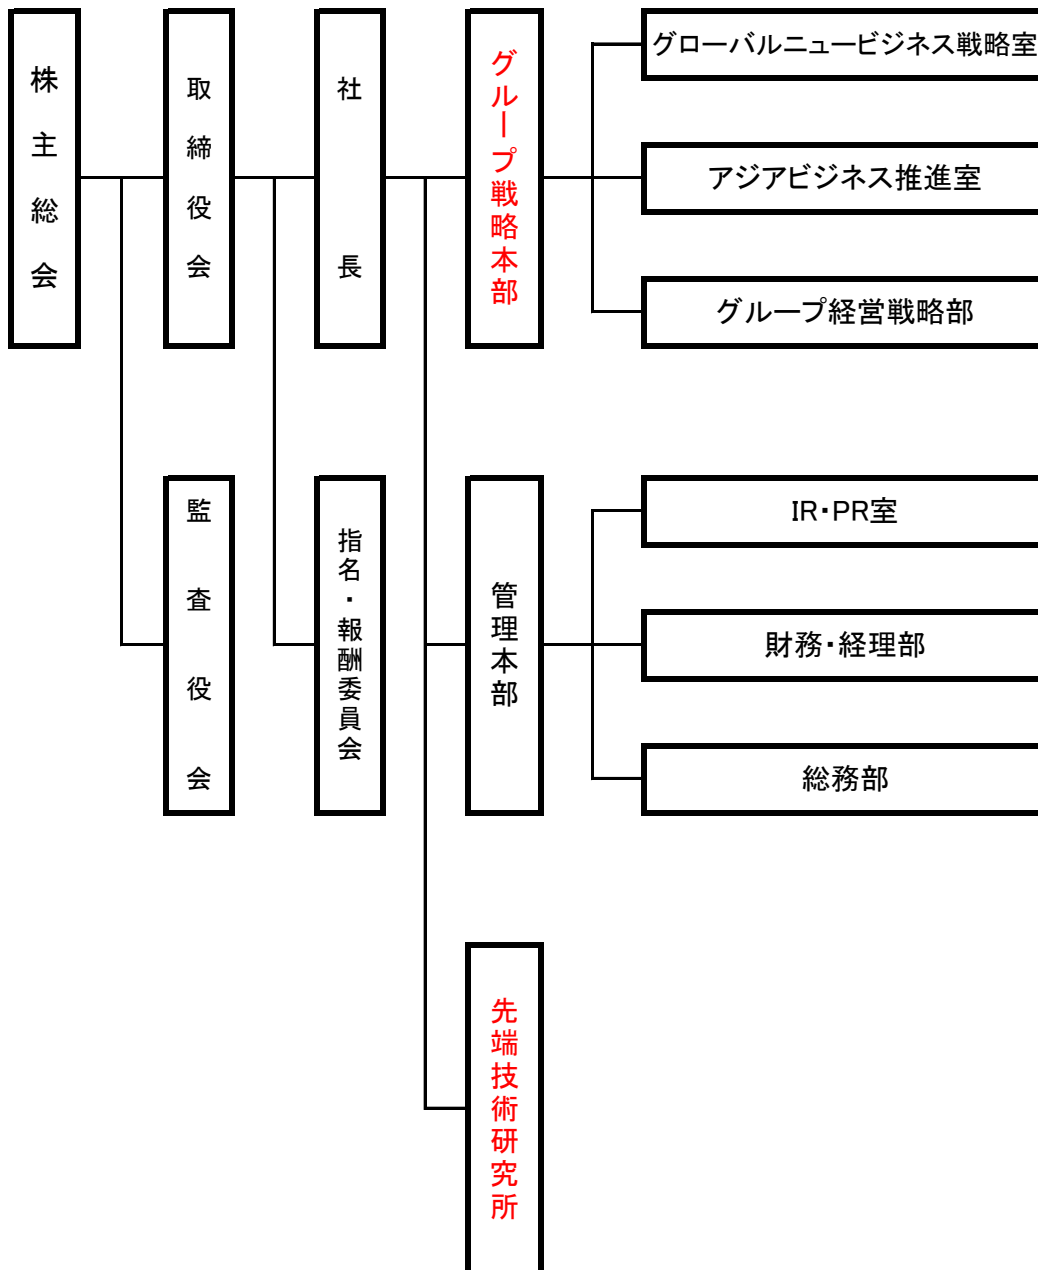 株主総会
取締役会
社長
グループ戦略本部
グローバルニュービジネス戦略室
アジアビジネス推進室
グループ経営戦略部
監査役会
指名・報酬委員会
管理本部
IR・PR室
財務・経理部
総務部
先端技術研究所